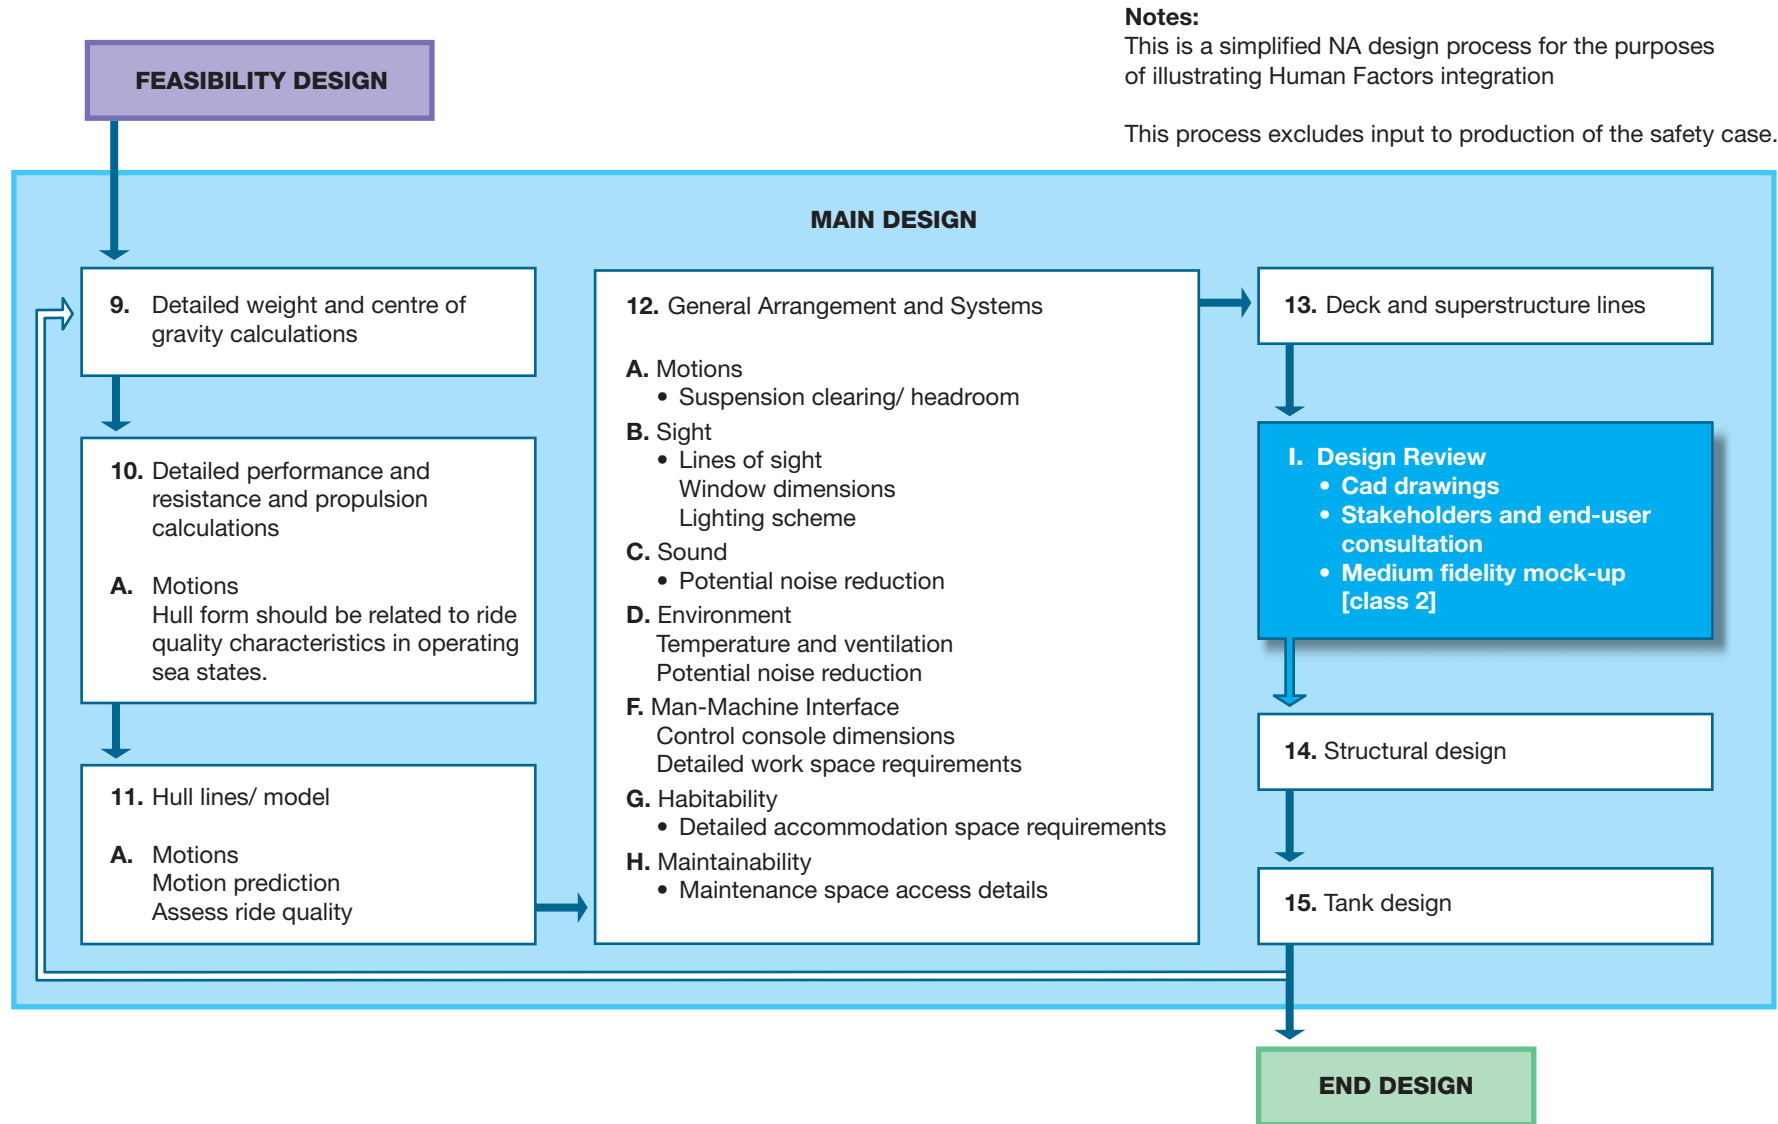 Notes:
This is a simplified NA design process for the purposes
of illustrating Human Factors integration
This process excludes input to production of the safety case.
FEASIBILITY DESIGN
MAIN DESIGN
9. Detailed weight and centre of
gravity calculations
10. Detailed performance and
resistance and propulsion
calculations
A. Motions
Hull form should be related to ride
quality characteristics in operating
sea states.
11. Hull lines/ model
A. Motions
Motion prediction
Assess ride quality
12. General Arrangement and Systems
A. Motions
• Suspension clearing/ headroom
B. Sight
• Lines of sight
Window dimensions
Lighting scheme
C. Sound
• Potential noise reduction
D. Environment
Temperature and ventilation
Potential noise reduction
F. Man-Machine Interface
Control console dimensions
Detailed work space requirements
G. Habitability
• Detailed accommodation space requirements
H. Maintainability
• Maintenance space access details
13. Deck and superstructure lines
I. Design Review
• Cad drawings
• Stakeholders and end-user
consultation
• Medium fidelity mock-up
[class 2]
14. Structural design
15. Tank design
END DESIGN